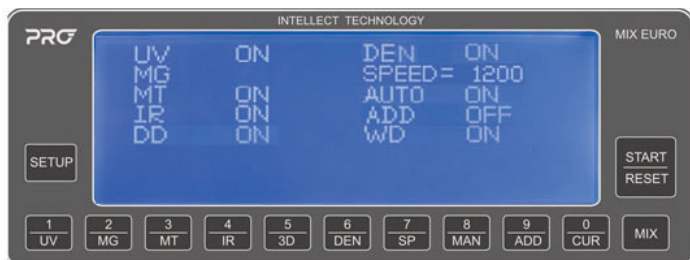 INTELLECT TECHNOLOGY
PRO
MIX EURO
UV ON DEN ON
MG SPEED= 1200
MT ON AUTO ON
IR ON ADD OFF
DD ON WD ON
SETUP
START
RESET
1 2 3 4 5 6 7 8 9 0
UV MG MT IR 3D DEN SP MAN ADD CUR
MIX